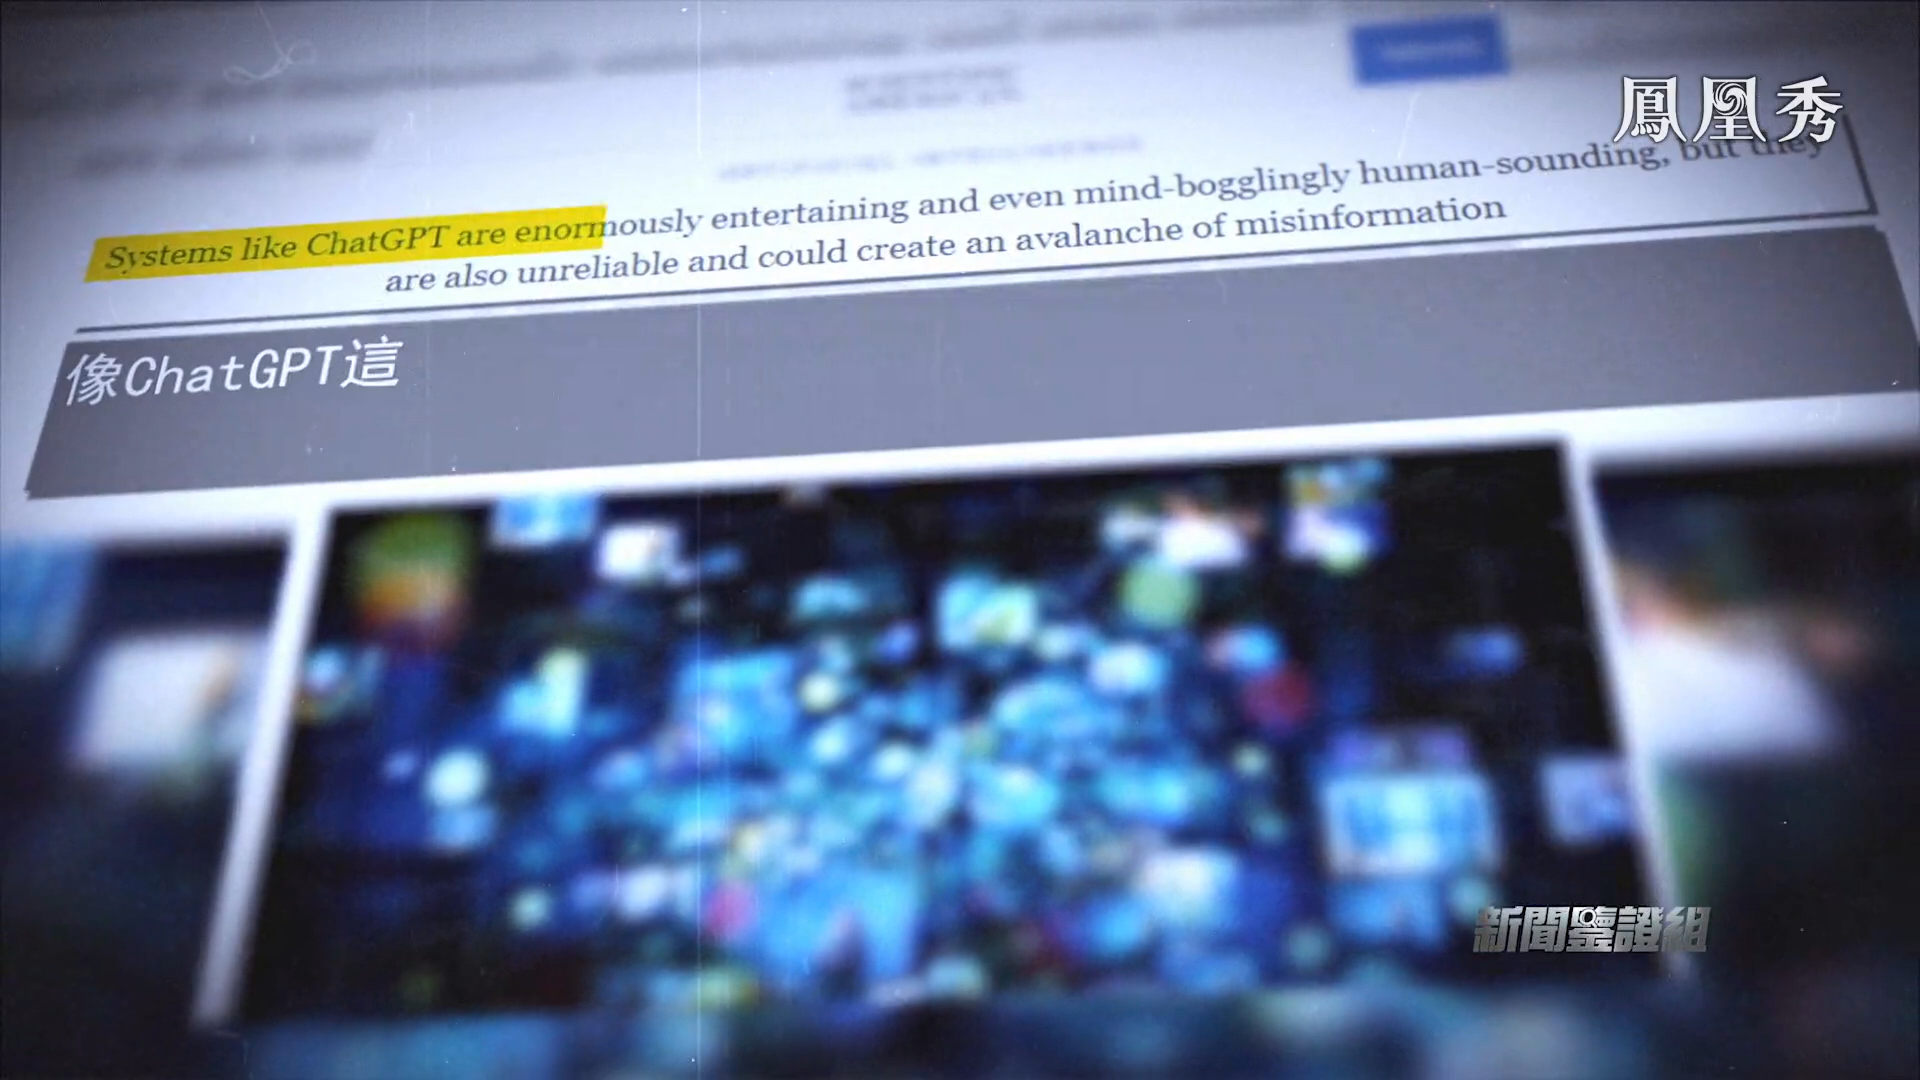 鳳凰秀
Systems like ChatGPT are enormously entertaining and even mind-bogglingly human-sounding, but they
are also unreliable and could create an avalanche of misinformation
像ChatGPT這
新聞鑒證組